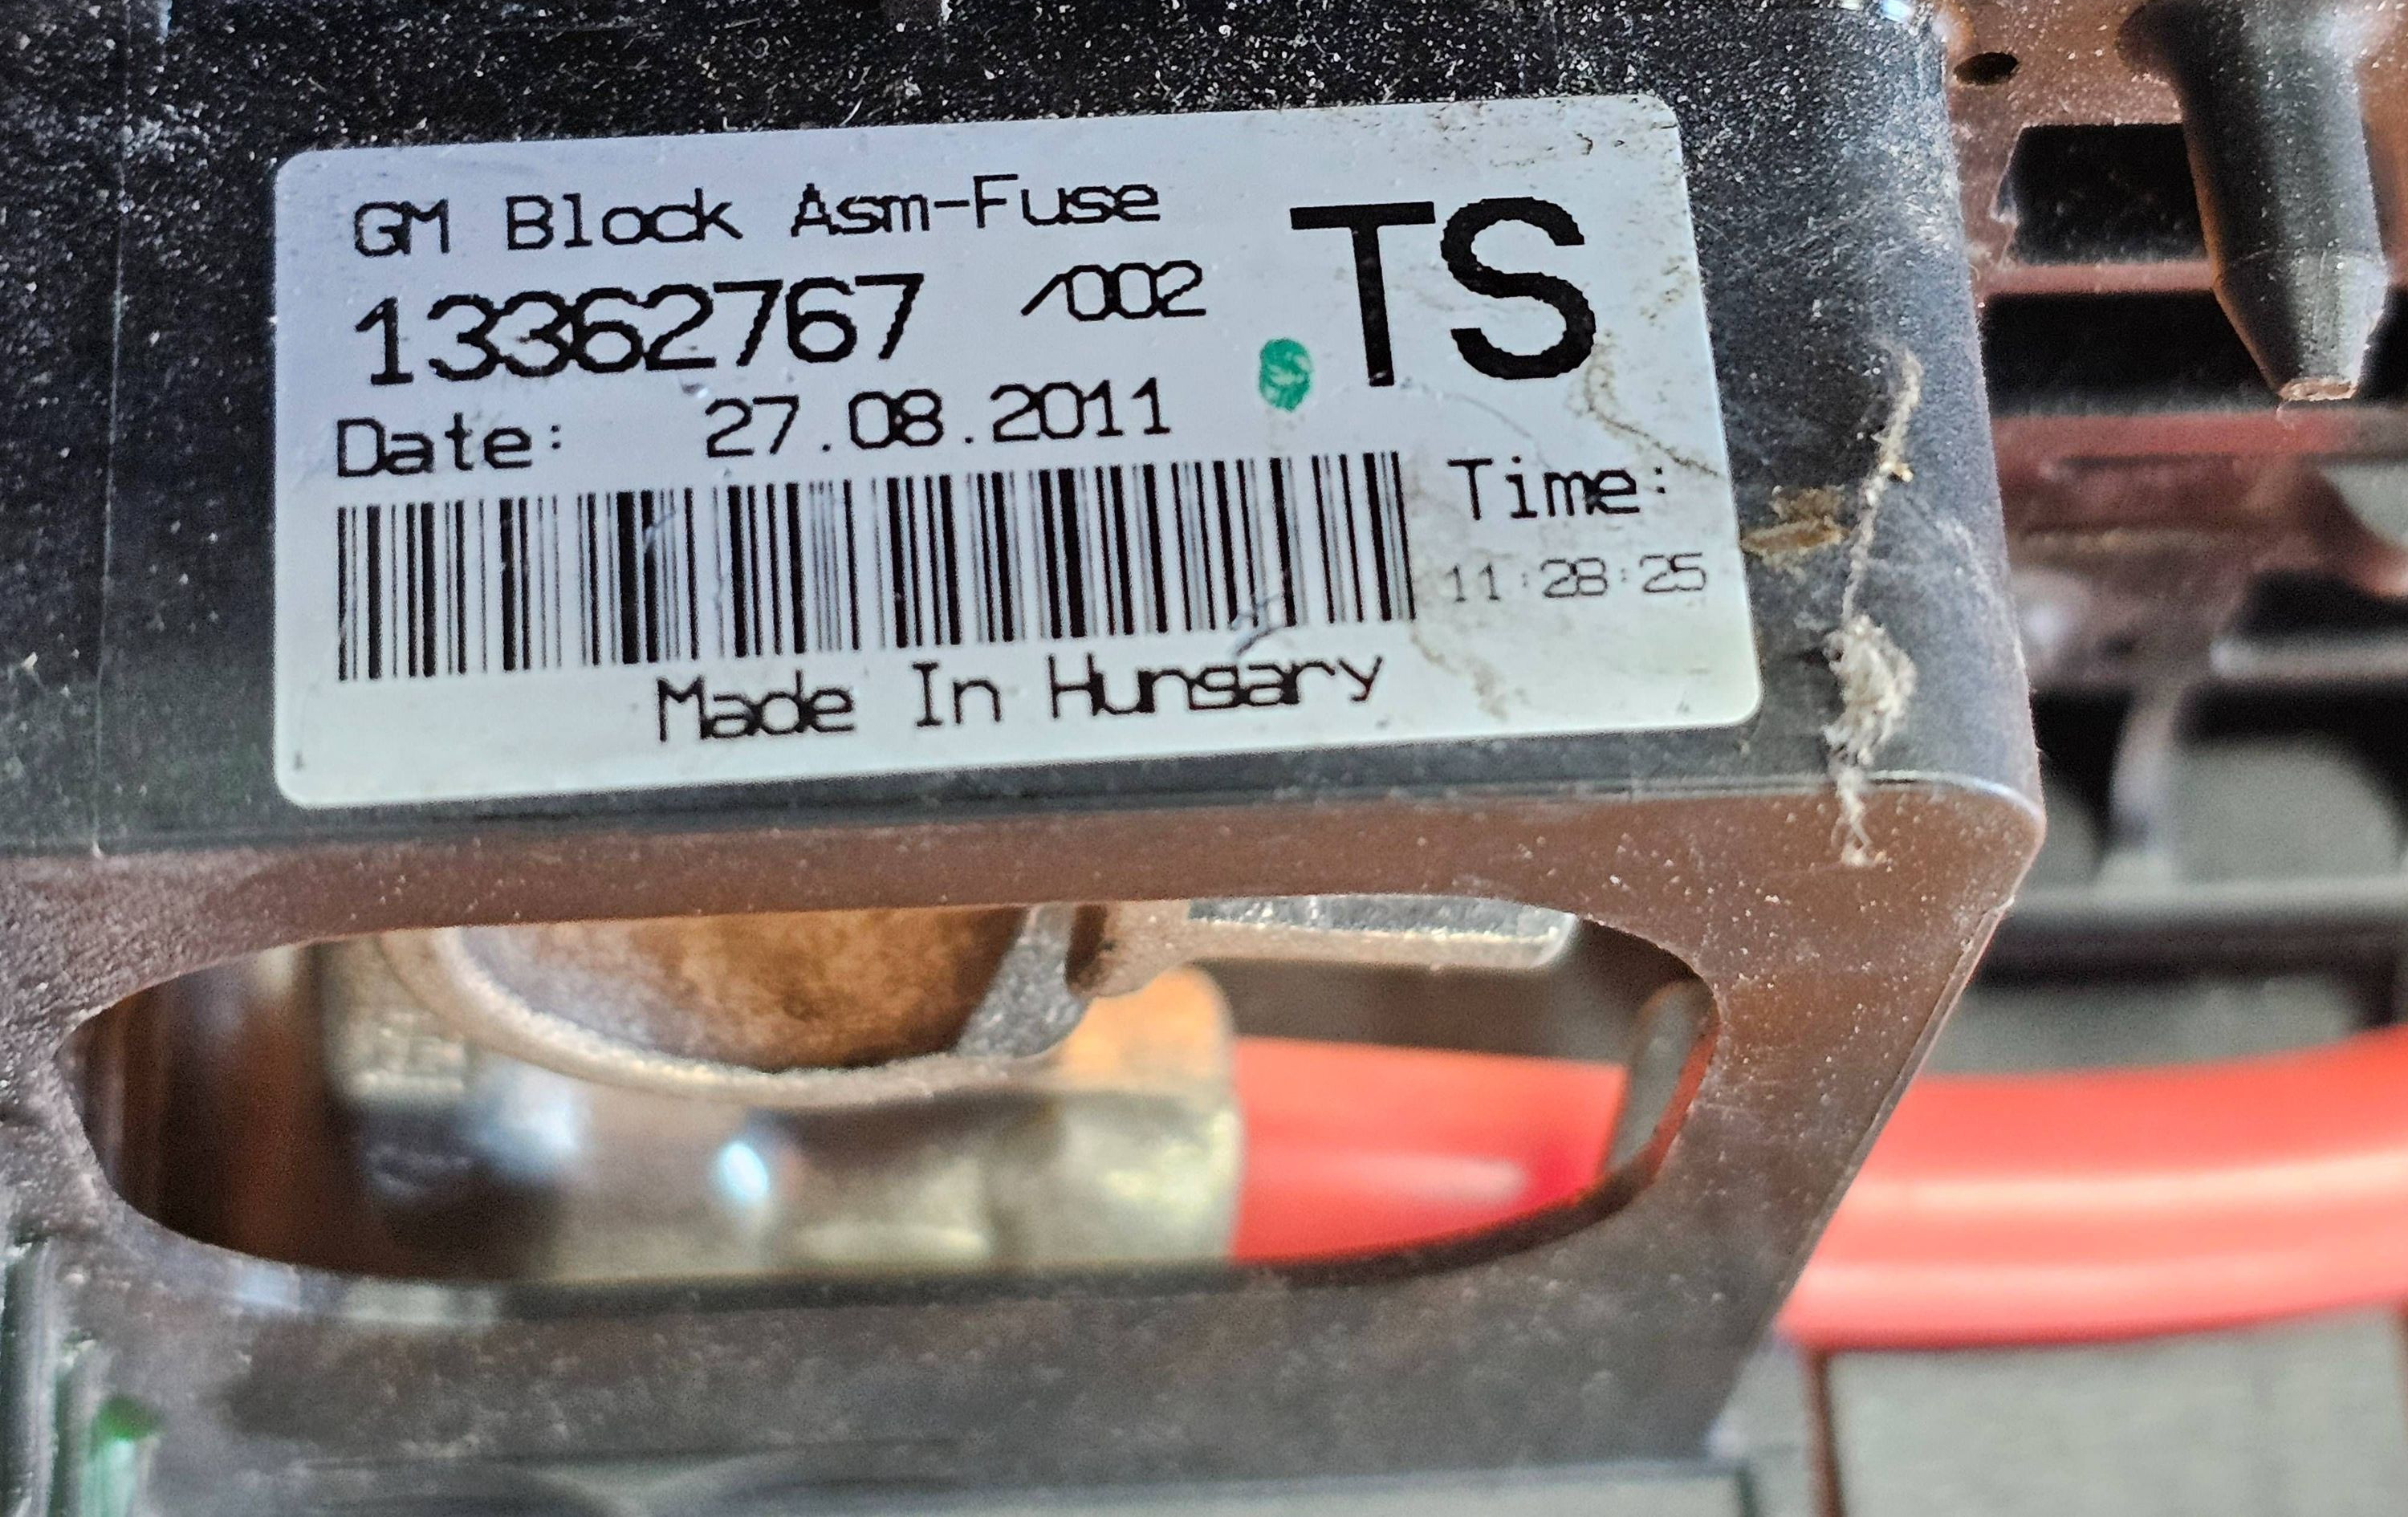 GM Block Asm-Fuse
13362767 /002 TS
Date: 27.08.2011
Time:
11:28:25
Made In Hungary